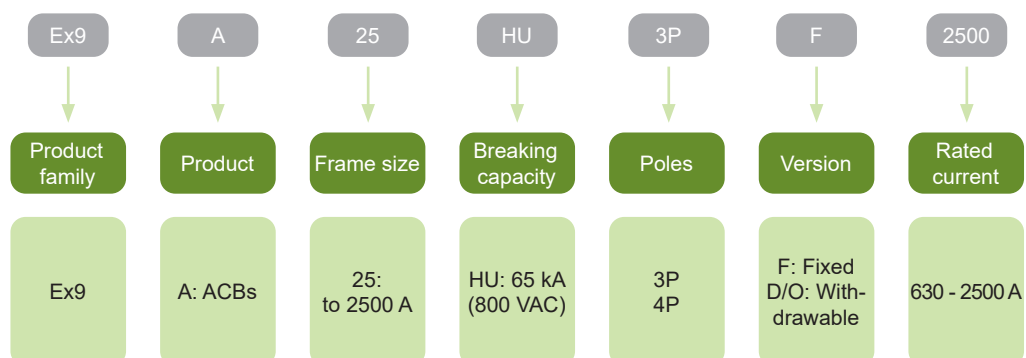 Ex9
A
25
HU
3P
F
2500
Product
family
Product
Frame size
Breaking
capacity
Poles
Version
Rated
current
Ex9
A: ACBs
25:
to 2500 A
HU: 65 kA
(800 VAC)
3P
4P
F: Fixed
D/O: With-
drawable
630 - 2500 A